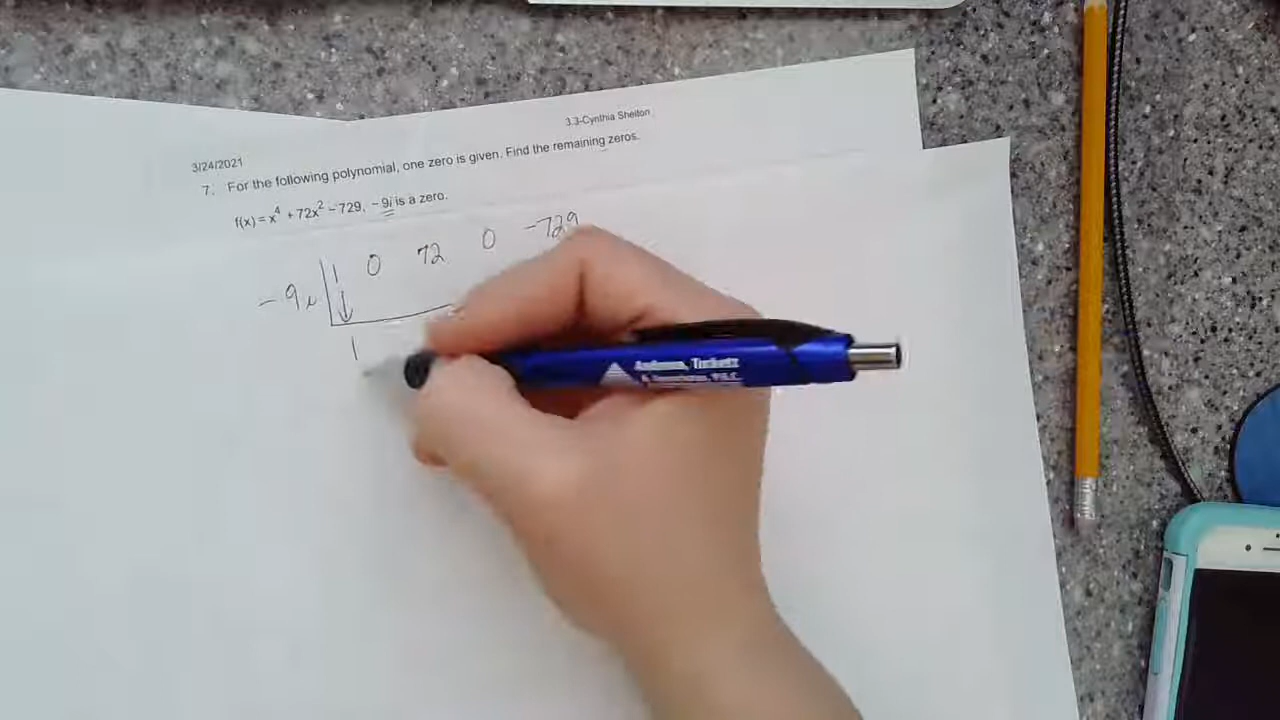 3.3-Cynthia Shelton
3/24/2021
7. For the following polynomial, one zero is given. Find the remaining zeros.
f(x) = x⁴ + 72x² − 729, − 9i is a zero.
1 0 72 0 -729
-9i
1